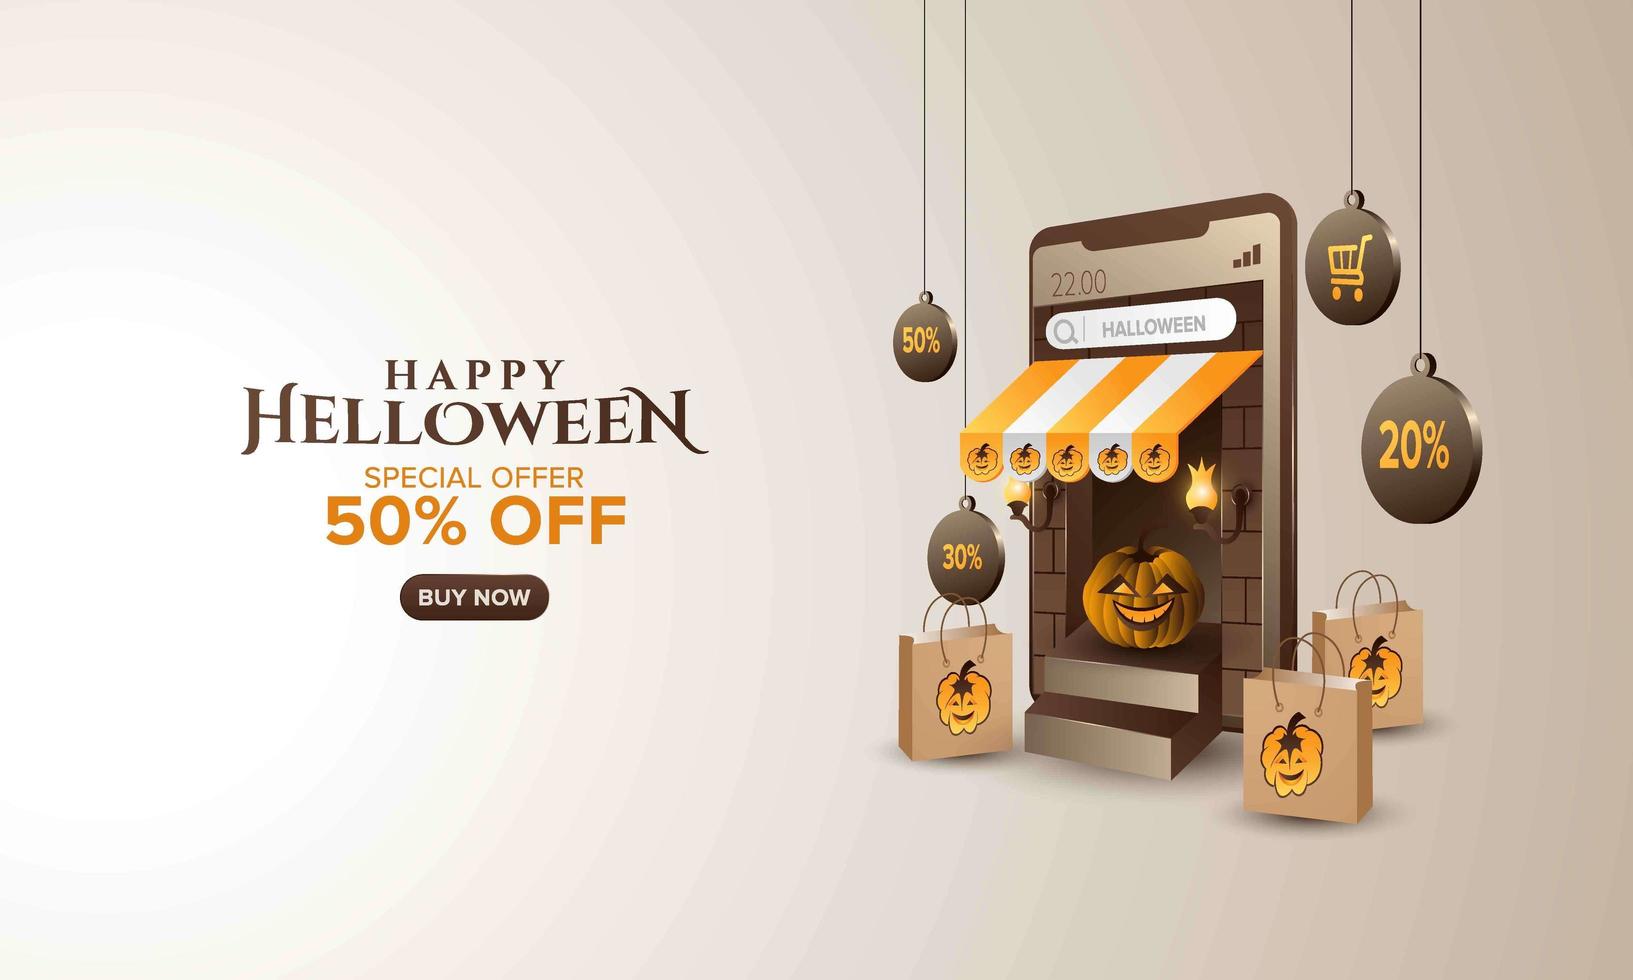 HAPPY
HELLOWEEN
SPECIAL OFFER
50% OFF
BUY NOW
22.00
HALLOWEEN
50%
30%
20%